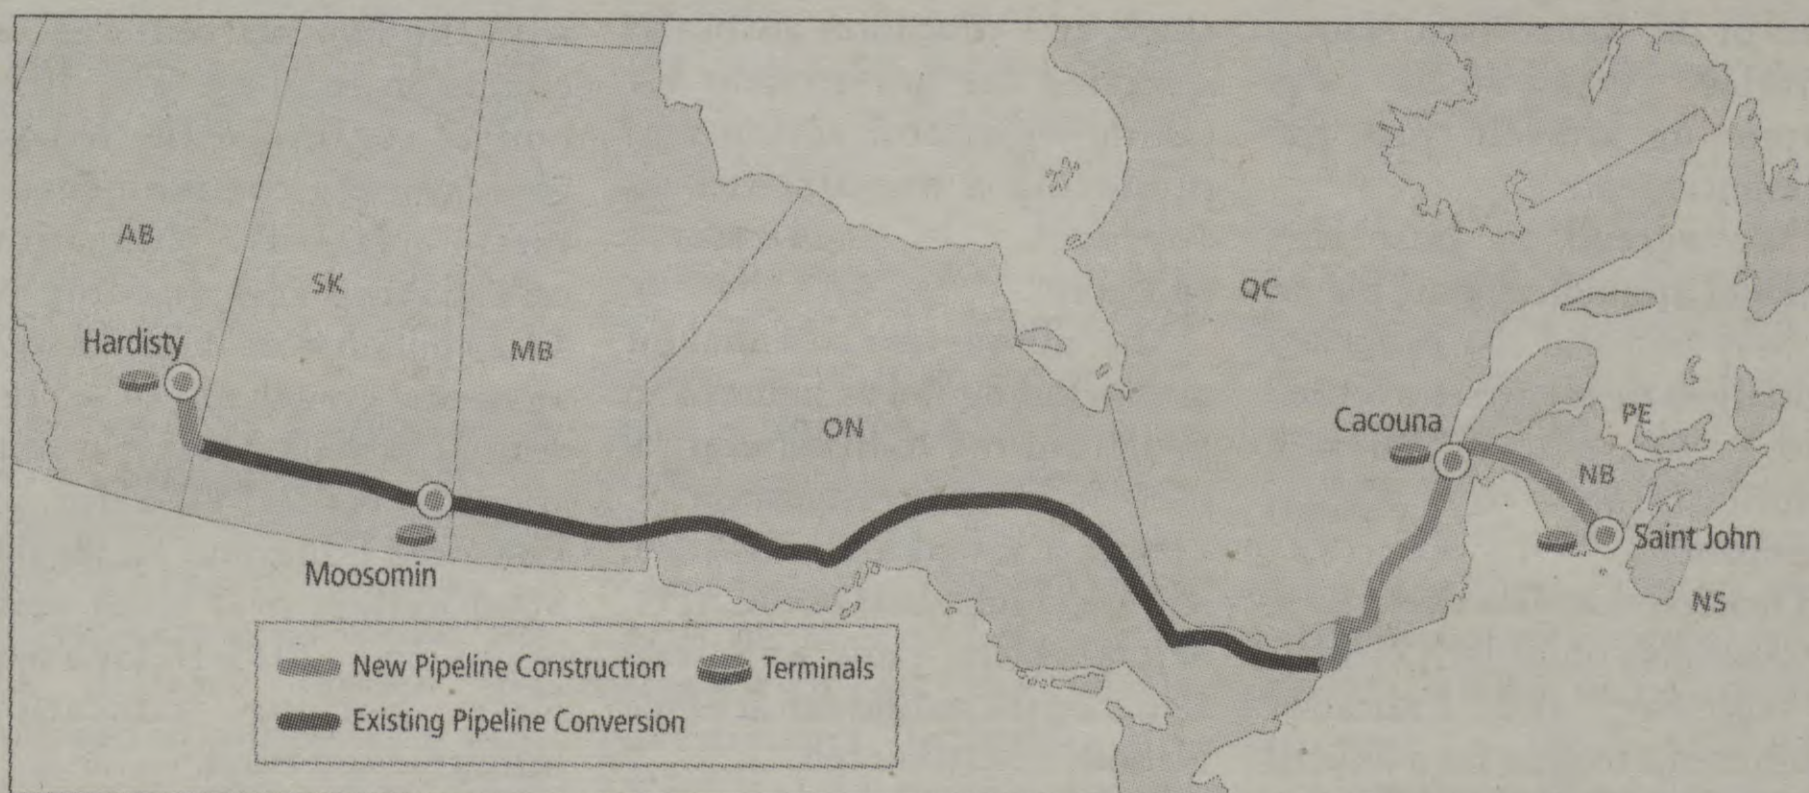 AB
SK
MB
ON
QC
PE
NB
NS
Hardisty
Moosomin
Cacouna
Saint John
New Pipeline Construction
Terminals
Existing Pipeline Conversion